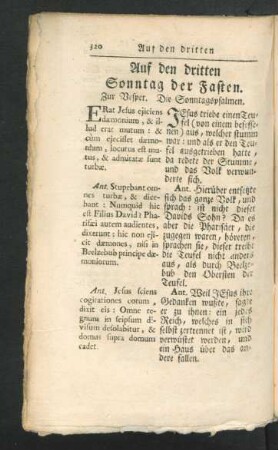 320 Auf den dritten
Auf den dritten
Sonntag der Fasten.
Zur Vesper. Die Sonntagspsalmen.
ERat Jesus ejiciens
dæmonium, & il-
lud erat mutum: &
cùm ejecisset dæmo-
nium, locutus est mu-
tus, & admiratæ sunt
turbæ.
Ant. Stupebant om-
nes turbæ, & dice-
bant: Numquid hic
est Filius David? Pha-
risæi autem audientes,
dixerunt: hic non eji-
cit dæmones, nisi in
Beelzebub principe dæ-
moniorum.
Ant. Jesus sciens
cogitationes eorum,
dixit eis: Omne re-
gnum in seipsum di-
visum desolabitur, &
domus supra domum
cadet.
JEsus triebe einen Teu-
fel (von einem besesse-
nen) aus, welcher stumm
war: und als er den Teu-
fel ausgetrieben hatte,
da redete der Stumme,
und das Volk verwun-
derte sich.
Ant. Hierüber entsetzte
sich das ganze Volk, und
sprach: ist nicht dieser
Davids Sohn? Da es
aber die Pharisäer, die
zugegen waren, höreten,
sprachen sie, dieser treibt
die Teufel nicht anders
aus, als durch Beelze-
bub den Obersten der
Teufel.
Ant. Weil JEsus ihre
Gedanken wußte, sagte
er zu ihnen: ein jedes
Reich, welches in sich
selbst zertrennet ist, wird
verwüstet werden, und
ein Haus über das an-
dere fallen.